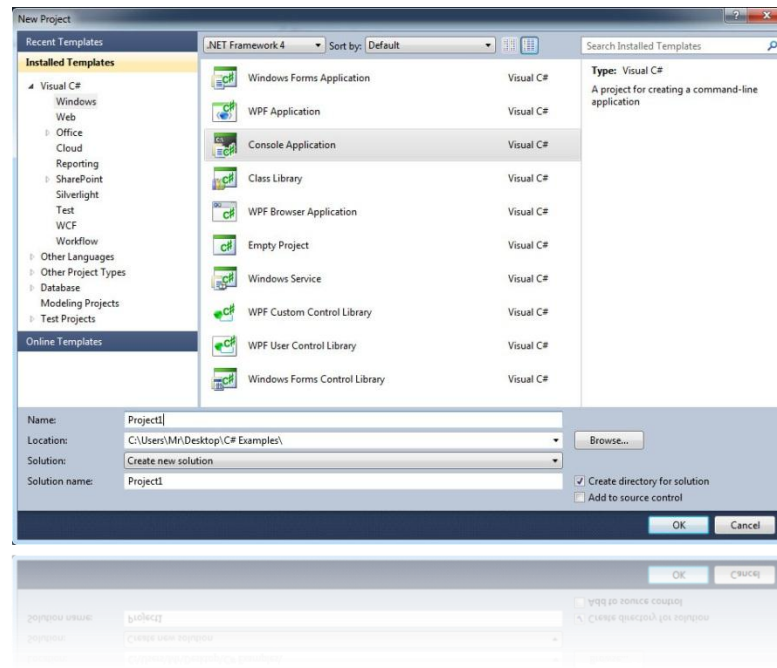 New Project
Recent Templates
.NET Framework 4 Sort by: Default
Search Installed Templates
Installed Templates
Visual C#
Windows
Web
Office
Cloud
Reporting
SharePoint
Silverlight
Test
WCF
Workflow
Other Languages
Other Project Types
Database
Modeling Projects
Test Projects
Online Templates
Windows Forms Application Visual C#
WPF Application Visual C#
Console Application Visual C#
Class Library Visual C#
WPF Browser Application Visual C#
Empty Project Visual C#
Windows Service Visual C#
WPF Custom Control Library Visual C#
WPF User Control Library Visual C#
Windows Forms Control Library Visual C#
Type: Visual C#
A project for creating a command-line
application
Name: Project1
Location: C:\Users\Mr\Desktop\C# Examples\ Browse...
Solution: Create new solution
Solution name: Project1
Create directory for solution
Add to source control
OK Cancel